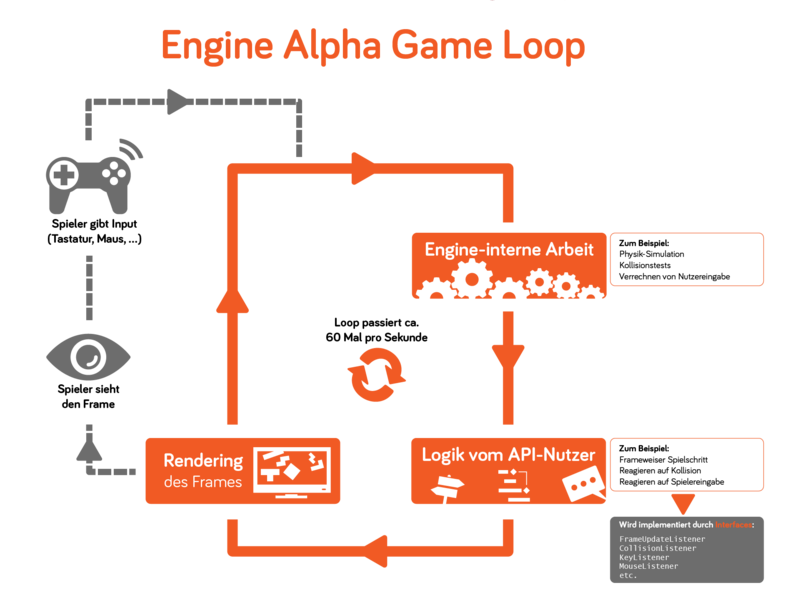 Engine Alpha Game Loop
Spieler gibt Input
(Tastatur, Maus, ...)
Engine-interne Arbeit
Zum Beispiel:
Physik-Simulation
Kollisionstests
Verrechnen von Nutzereingabe
Loop passiert ca.
60 Mal pro Sekunde
Spieler sieht
den Frame
Rendering
des Frames
Logik vom API-Nutzer
Zum Beispiel:
Frameweiser Spielschritt
Reagieren auf Kollision
Reagieren auf Spielereingabe
Wird implementiert durch Interfaces:
FrameUpdateListener
CollisionListener
KeyListener
MouseListener
etc.